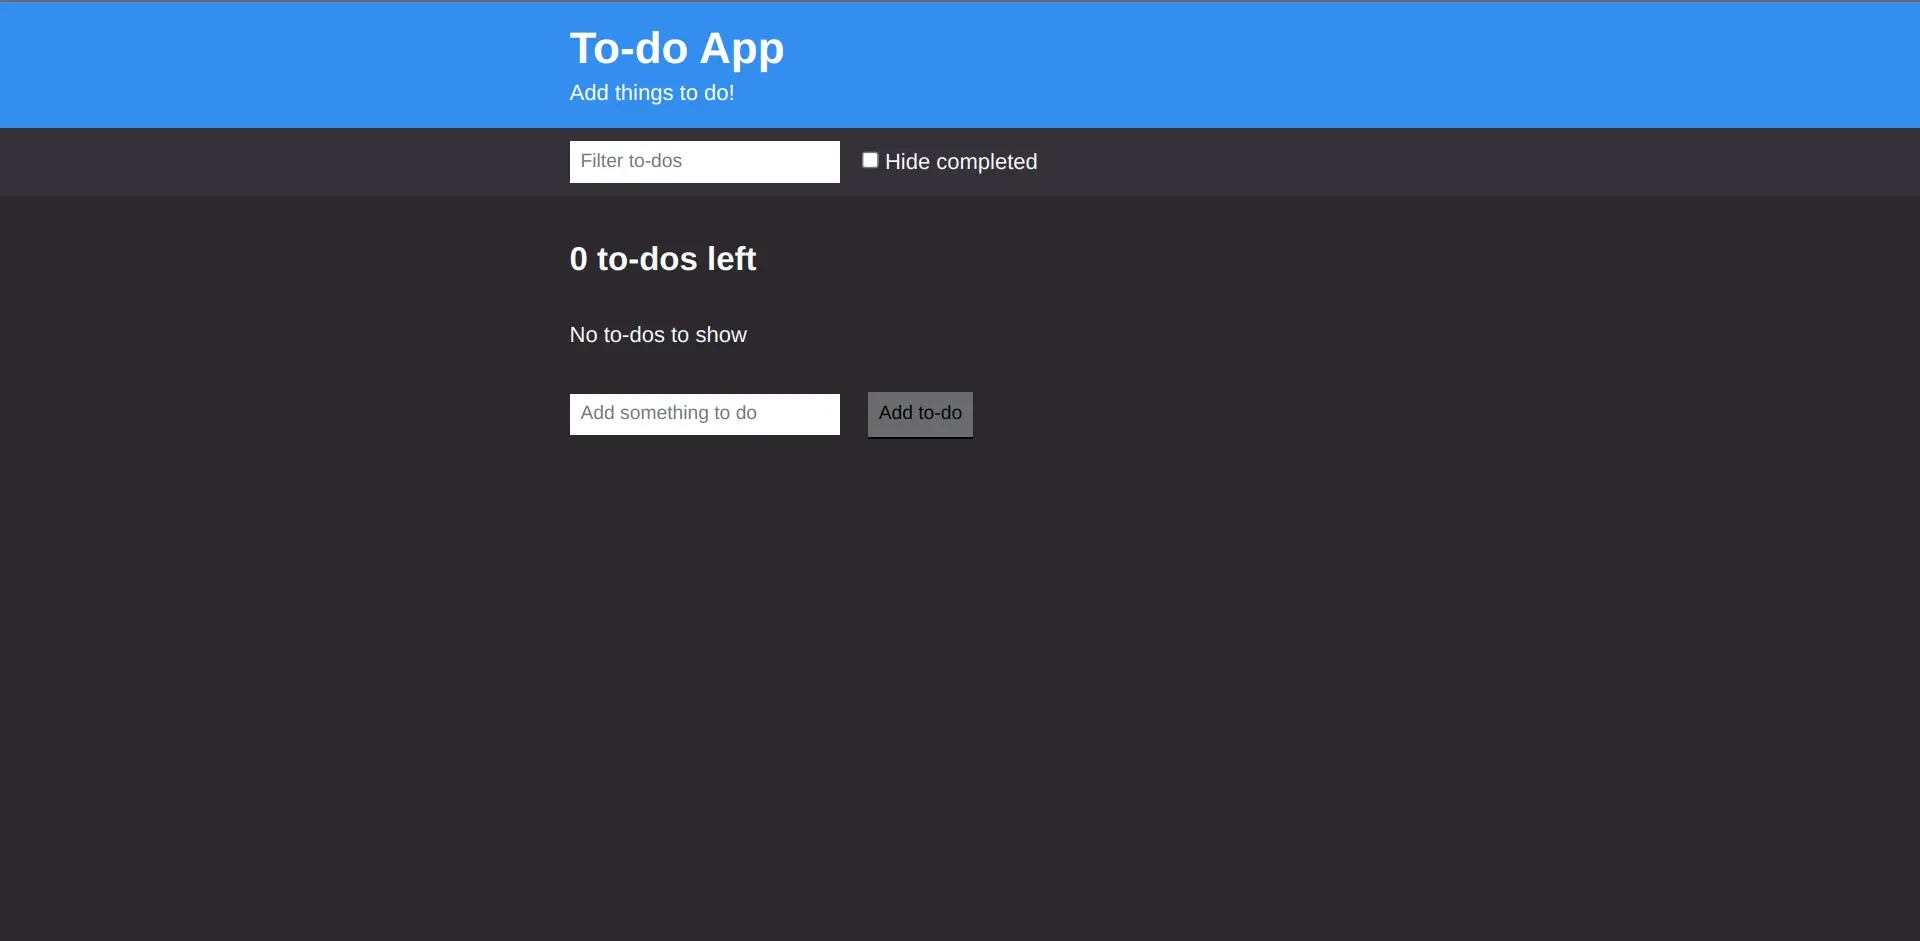 To-do App
Add things to do!
Filter to-dos
Hide completed
0 to-dos left
No to-dos to show
Add something to do
Add to-do